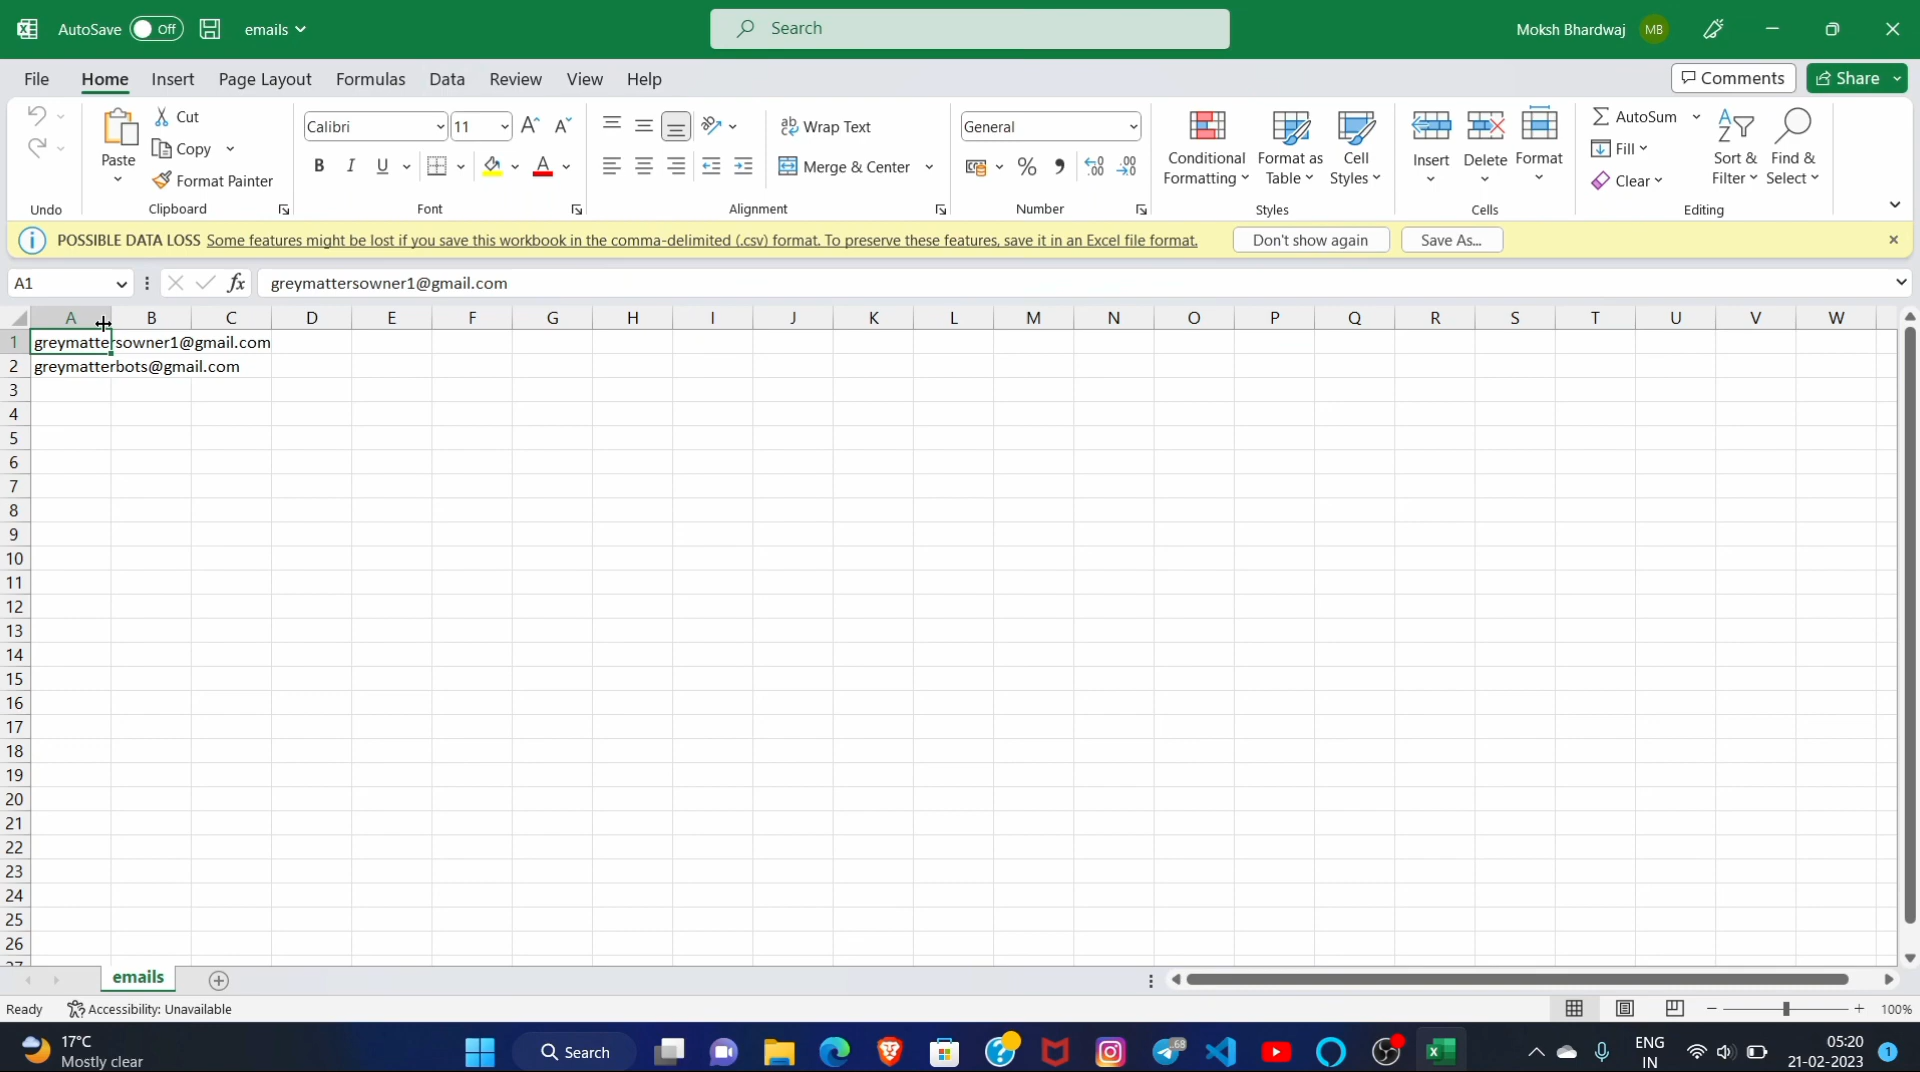 AutoSave Off emails Search Moksh Bhardwaj MB
File Home Insert Page Layout Formulas Data Review View Help Comments Share
Paste Cut
Copy
Format Painter
Calibri 11
B I U A
Wrap Text
Merge & Center
General
% 9
Conditional Formatting
Format as Table
Cell Styles
Insert Delete Format
AutoSum
Fill
Clear
Sort & Filter
Find & Select
Undo Clipboard Font Alignment Number Styles Cells Editing
POSSIBLE DATA LOSS Some features might be lost if you save this workbook in the comma-delimited (.csv) format. To preserve these features, save it in an Excel file format. Don't show again Save As...
A1 fx greymattersowner1@gmail.com
A B C D E F G H I J K L M N O P Q R S T U V W
1 greymattersowner1@gmail.com
2 greymatterbots@gmail.com
3
4
5
6
7
8
9
10
11
12
13
14
15
16
17
18
19
20
21
22
23
24
25
26
27
emails
Ready Accessibility: Unavailable 100%
17°C
Mostly clear
Search
68
ENG
IN
05:20
21-02-2023
1